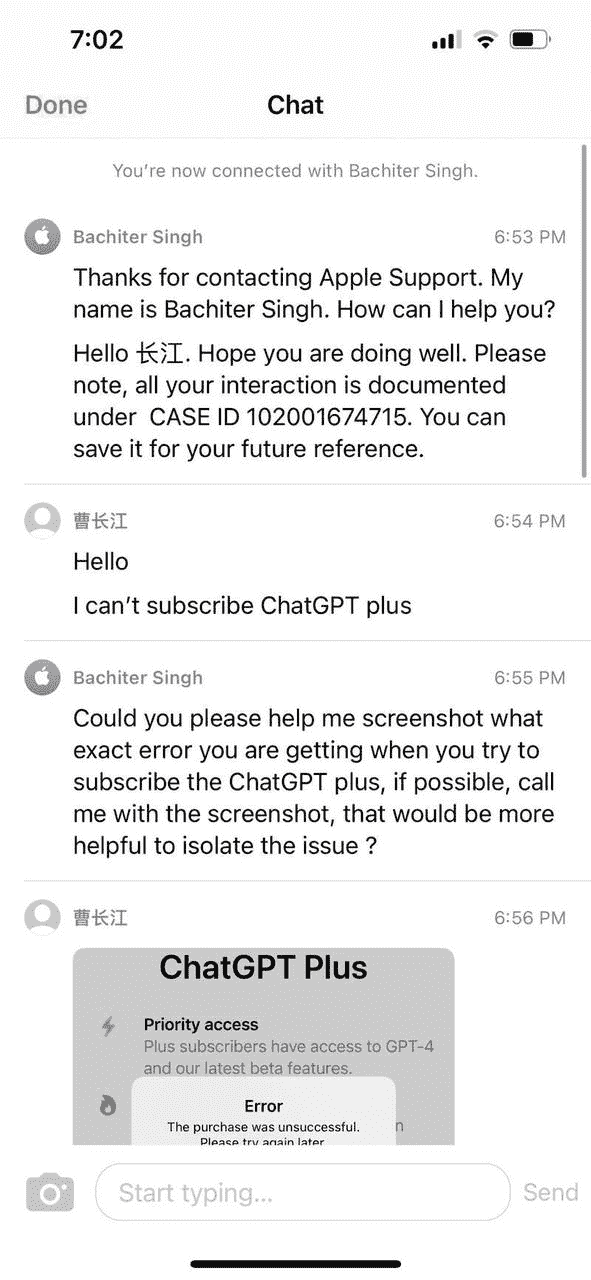 7:02
Done
Chat
You're now connected with Bachiter Singh.
Bachiter Singh
6:53 PM
Thanks for contacting Apple Support. My
name is Bachiter Singh. How can I help you?
Hello 长江. Hope you are doing well. Please
note, all your interaction is documented
under  CASE ID 102001674715. You can
save it for your future reference.
曹长江
6:54 PM
Hello
I can't subscribe ChatGPT plus
Bachiter Singh
6:55 PM
Could you please help me screenshot what
exact error you are getting when you try to
subscribe the ChatGPT plus, if possible, call
me with the screenshot, that would be more
helpful to isolate the issue ?
曹长江
6:56 PM
ChatGPT Plus
Priority access
Plus subscribers have access to GPT-4
and our latest beta features.
Error
The purchase was unsuccessful.
n
Please try again later
Start typing...
Send